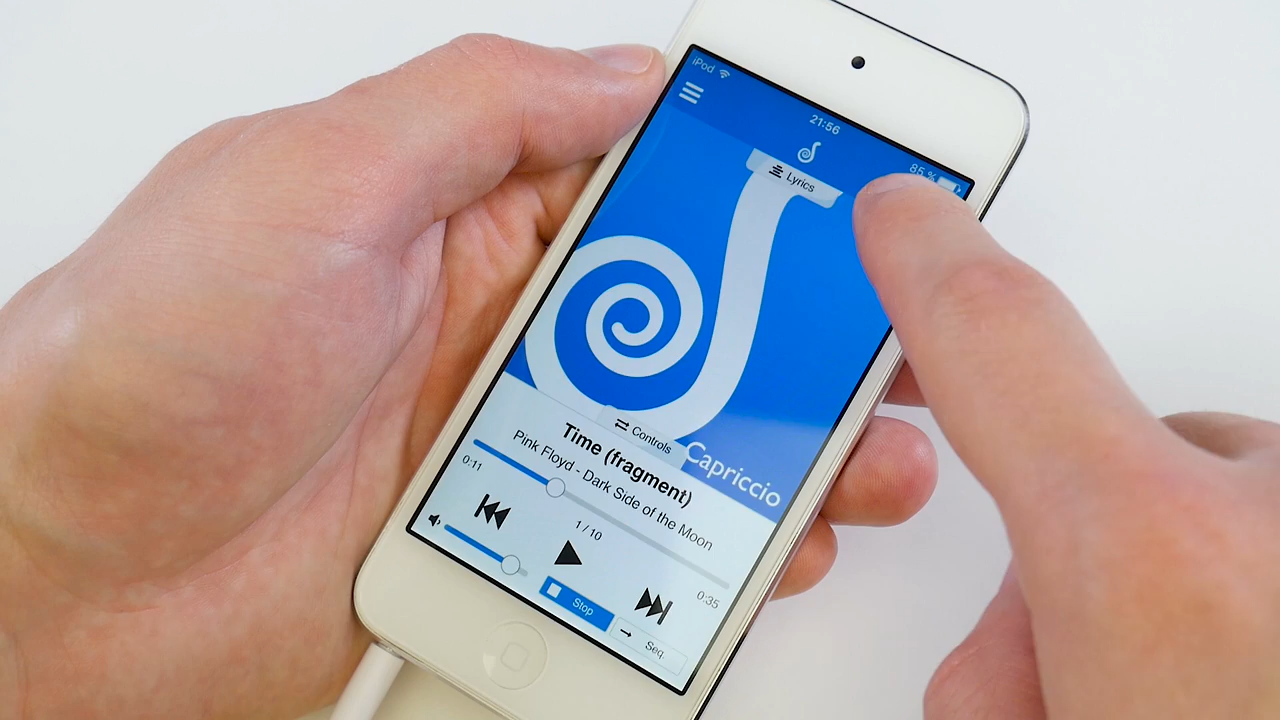 iPod
21:56
85 %
Lyrics
Controls
Capriccio
Time (fragment)
Pink Floyd - Dark Side of the Moon
0:11
0:35
1 / 10
Stop
Seq.